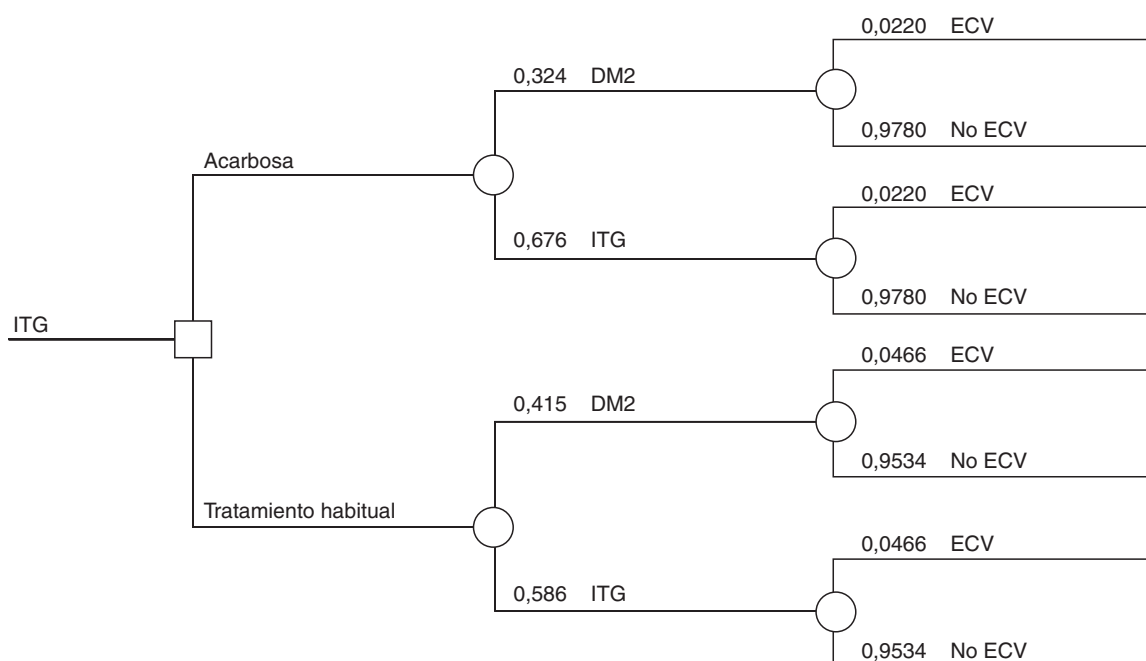 0,0220 ECV
0,324 DM2
0,9780 No ECV
Acarbosa
0,0220 ECV
0,676 ITG
0,9780 No ECV
ITG
0,0466 ECV
0,415 DM2
0,9534 No ECV
Tratamiento habitual
0,0466 ECV
0,586 ITG
0,9534 No ECV